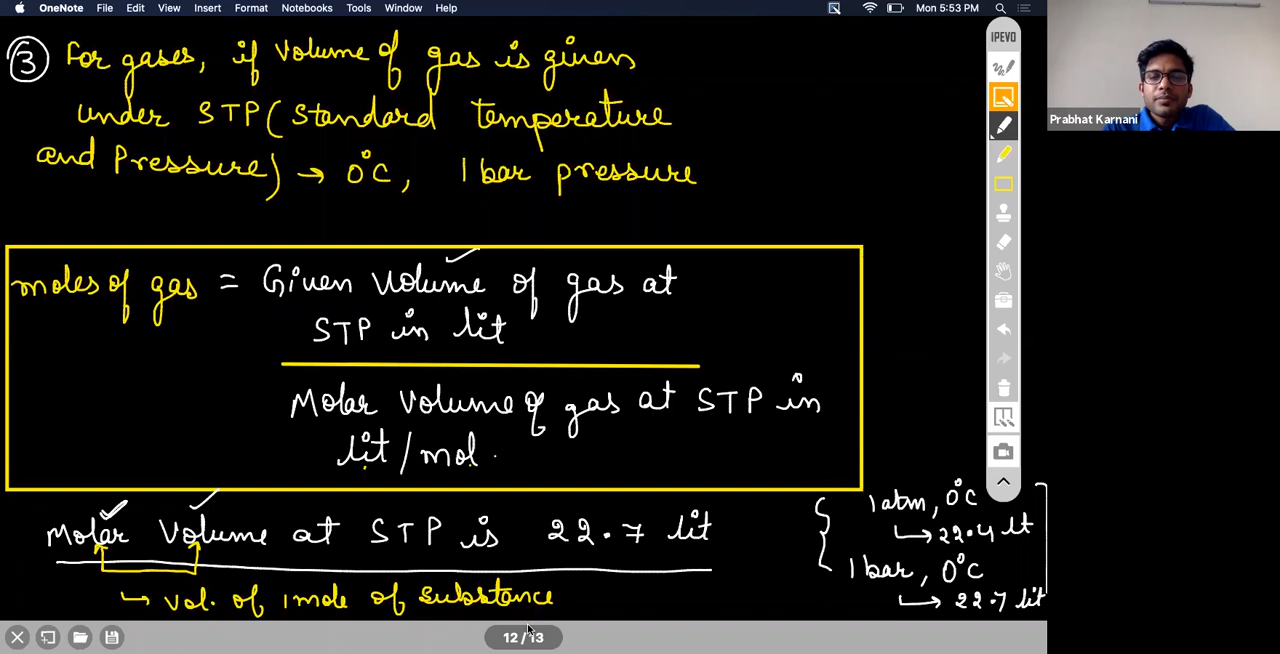 OneNote File Edit View Insert Format Notebooks Tools Window Help
Mon 5:53 PM
IPEVO
Prabhat Karnani
③ For gases, if volume of gas is given
under STP (standard temperature
and Pressure) → 0°C, 1 bar pressure
moles of gas = Given volume of gas at
STP in lit
Molar volume of gas at STP in
lit/mol.
Molar Volume at STP is 22.7 lit
↳ vol. of 1 mole of substance
1 atm, 0°C
↳ 22.4 lt
1 bar, 0°C
↳ 22.7 lit
12 / 13